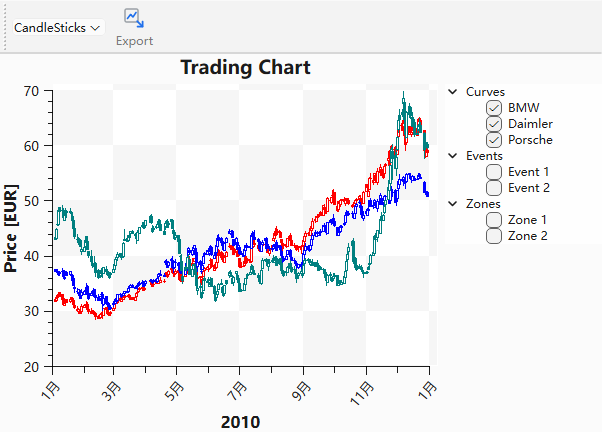 CandleSticks
Export
Trading Chart
Price [EUR]
70
60
50
40
30
20
1月
3月
5月
7月
9月
11月
1月
2010
Curves
BMW
Daimler
Porsche
Events
Event 1
Event 2
Zones
Zone 1
Zone 2